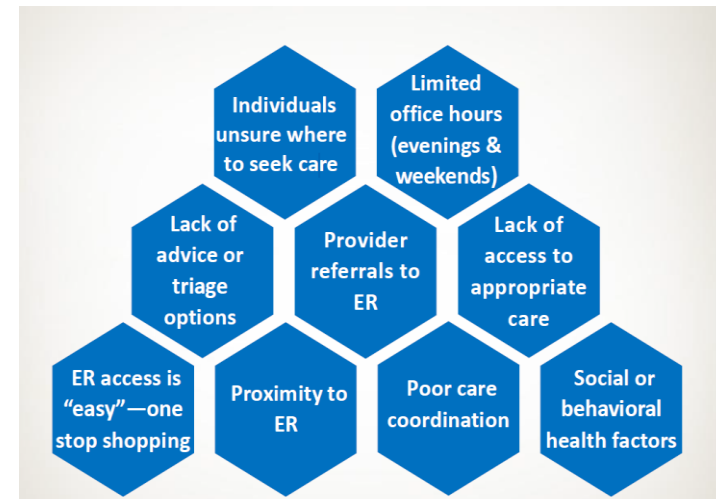 Individuals
unsure where
to seek care
Limited
office hours
(evenings &
weekends)
Lack of
advice or
triage
options
Provider
referrals to
ER
Lack of
access to
appropriate
care
ER access is
“easy”—one
stop shopping
Proximity to
ER
Poor care
coordination
Social or
behavioral
health factors